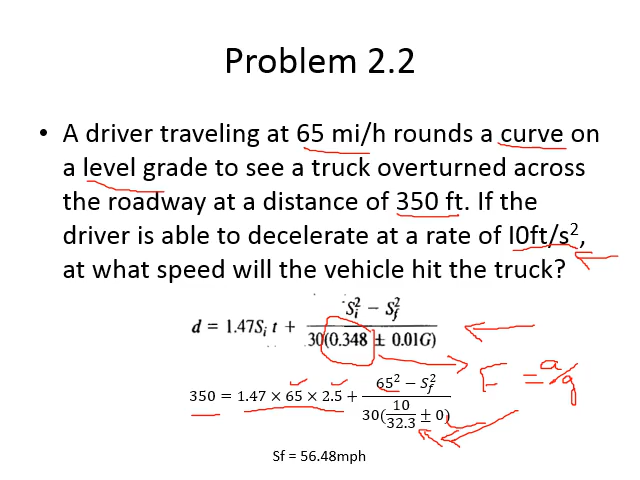 Problem 2.2
• A driver traveling at 65 mi/h rounds a curve on
a level grade to see a truck overturned across
the roadway at a distance of 350 ft. If the
driver is able to decelerate at a rate of I0ft/s²,
at what speed will the vehicle hit the truck?
d = 1.47Sᵢ t + (Sᵢ² − S_f²) / 30(0.348 ± 0.01G)
F = a/g
350 = 1.47 × 65 × 2.5 + (65² − S_f²) / 30(10/32.3 ± 0)
Sf = 56.48mph